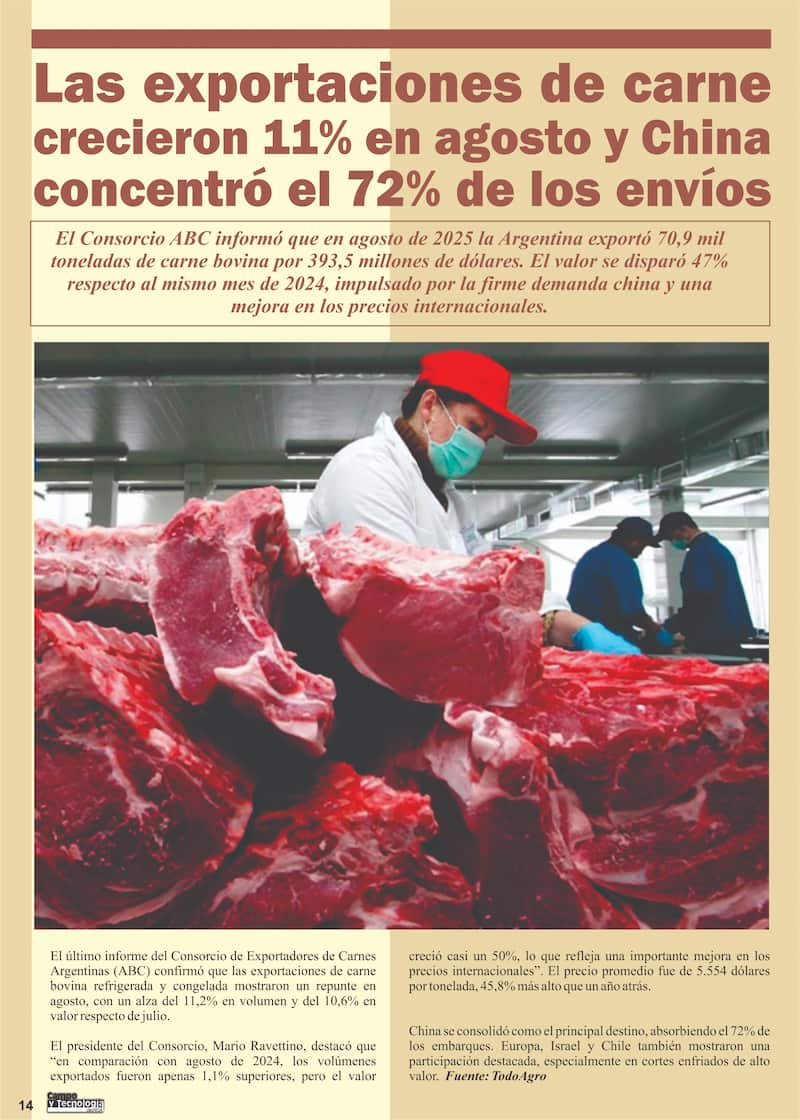 Las exportaciones de carne
crecieron 11% en agosto y China
concentró el 72% de los envíos
El Consorcio ABC informó que en agosto de 2025 la Argentina exportó 70,9 mil
toneladas de carne bovina por 393,5 millones de dólares. El valor se disparó 47%
respecto al mismo mes de 2024, impulsado por la firme demanda china y una
mejora en los precios internacionales.
El último informe del Consorcio de Exportadores de Carnes
Argentinas (ABC) confirmó que las exportaciones de carne
bovina refrigerada y congelada mostraron un repunte en
agosto, con un alza del 11,2% en volumen y del 10,6% en
valor respecto de julio.
El presidente del Consorcio, Mario Ravettino, destacó que
“en comparación con agosto de 2024, los volúmenes
exportados fueron apenas 1,1% superiores, pero el valor
creció casi un 50%, lo que refleja una importante mejora en los
precios internacionales”. El precio promedio fue de 5.554 dólares
por tonelada, 45,8% más alto que un año atrás.
China se consolidó como el principal destino, absorbiendo el 72% de
los embarques. Europa, Israel y Chile también mostraron una
participación destacada, especialmente en cortes enfriados de alto
valor. Fuente: TodoAgro
14
Campo
y Tecnología